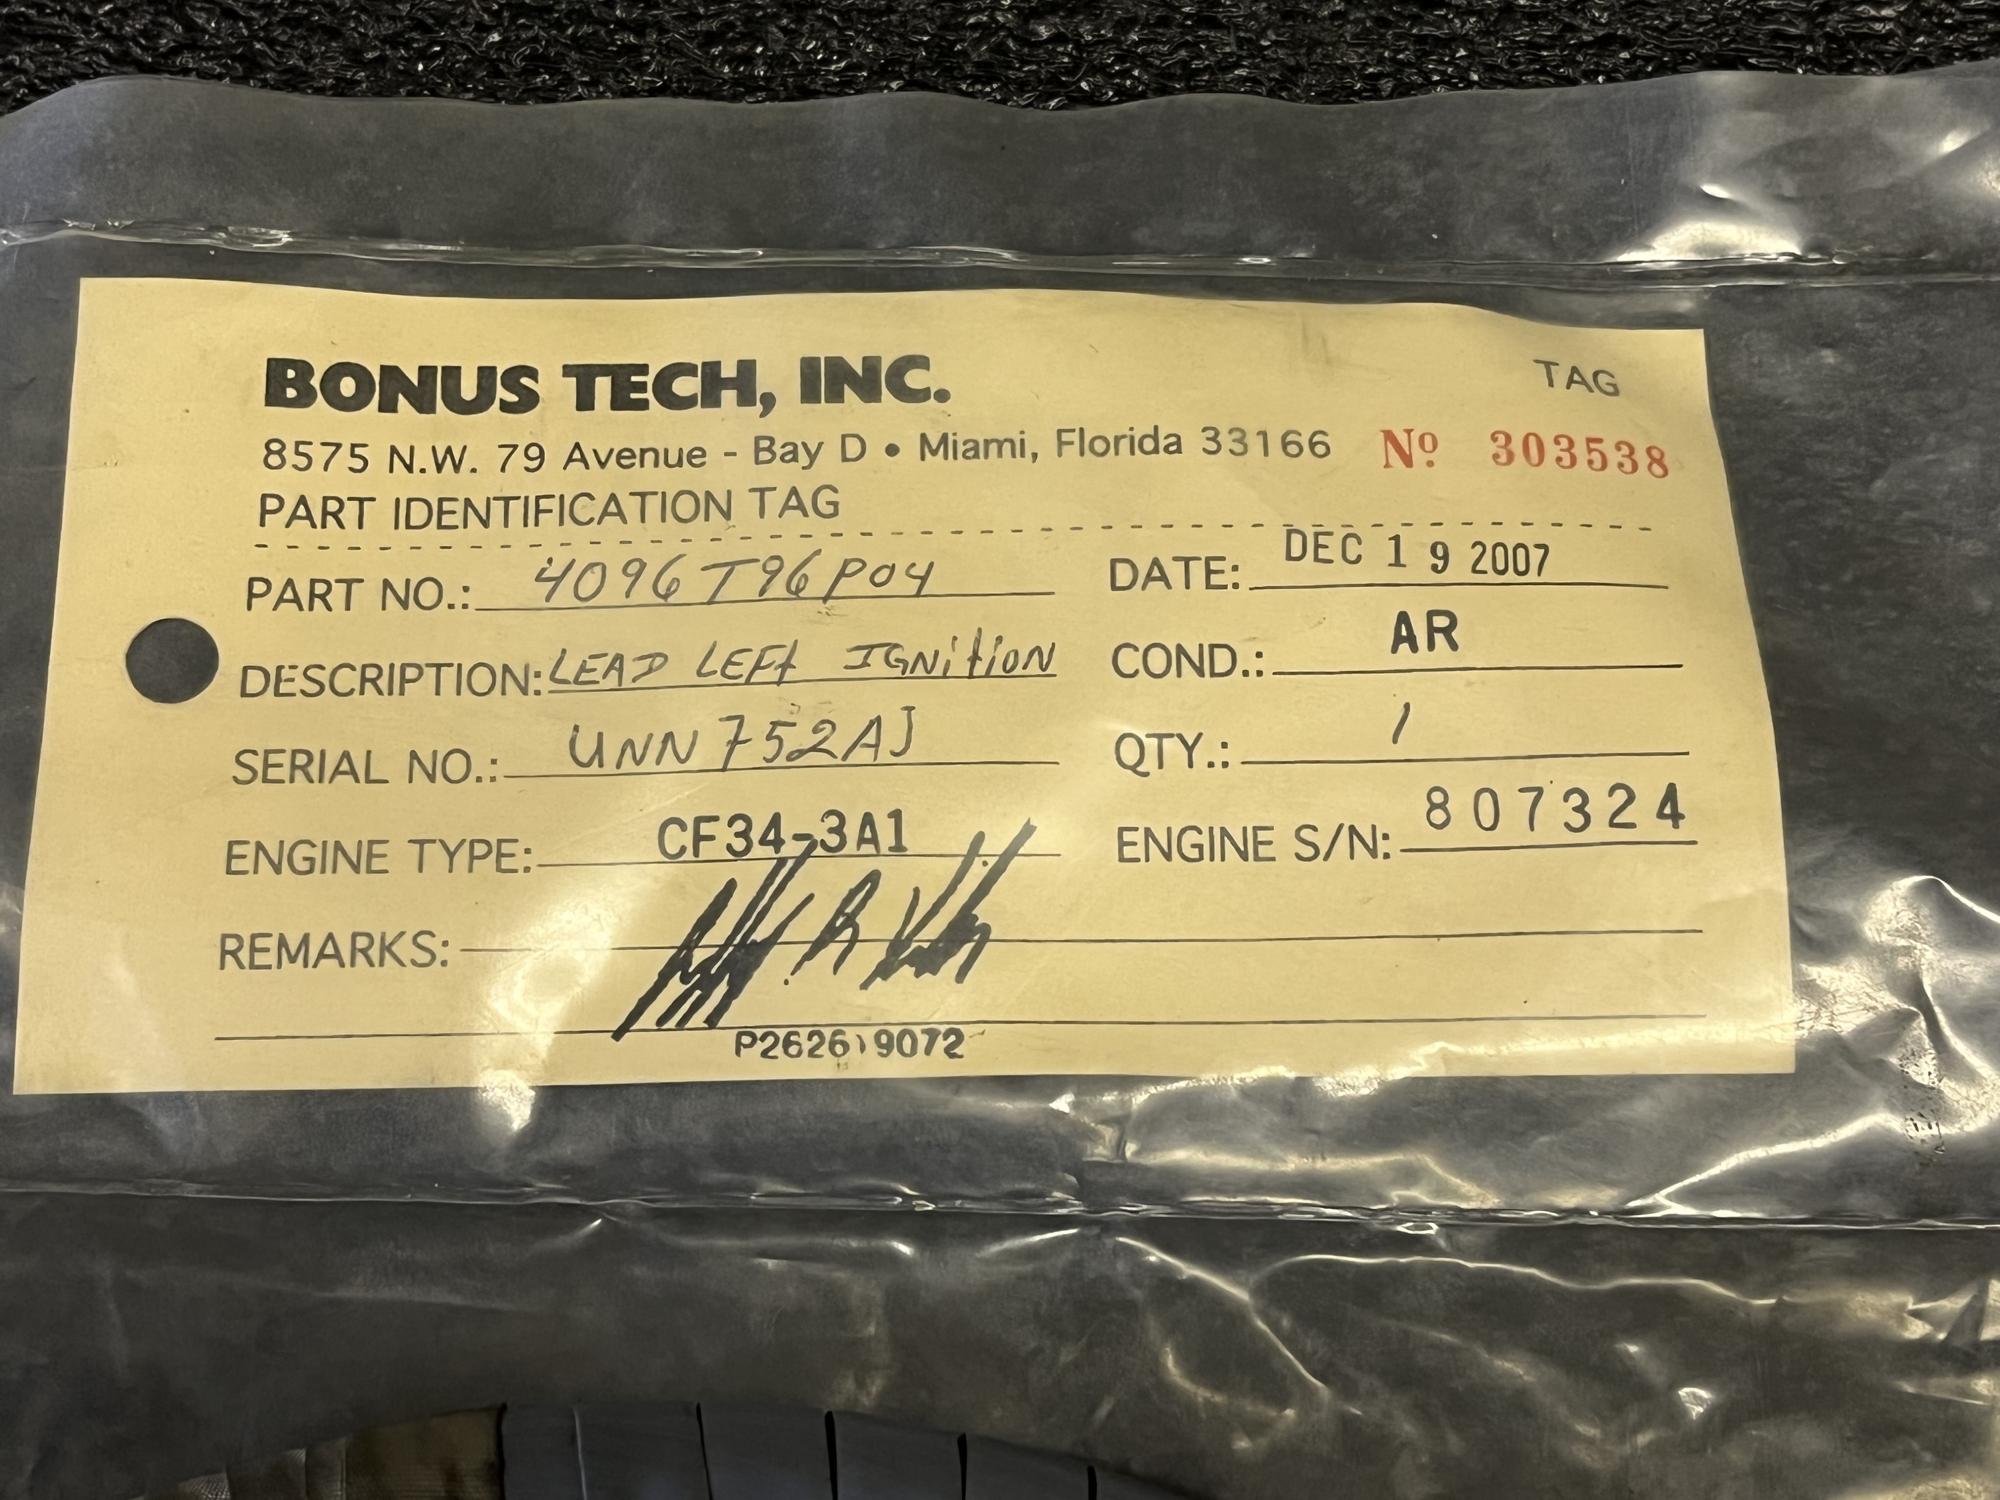 BONUS TECH, INC.
TAG
8575 N.W. 79 Avenue - Bay D • Miami, Florida 33166 Nº 303538
PART IDENTIFICATION TAG
PART NO.: 4096T96P04 DATE: DEC 19 2007
DESCRIPTION: LEAD LEFt IGNitiON COND.: AR
SERIAL NO.: UNN752AJ QTY.: 1
ENGINE TYPE: CF34-3A1 ENGINE S/N: 807324
REMARKS: